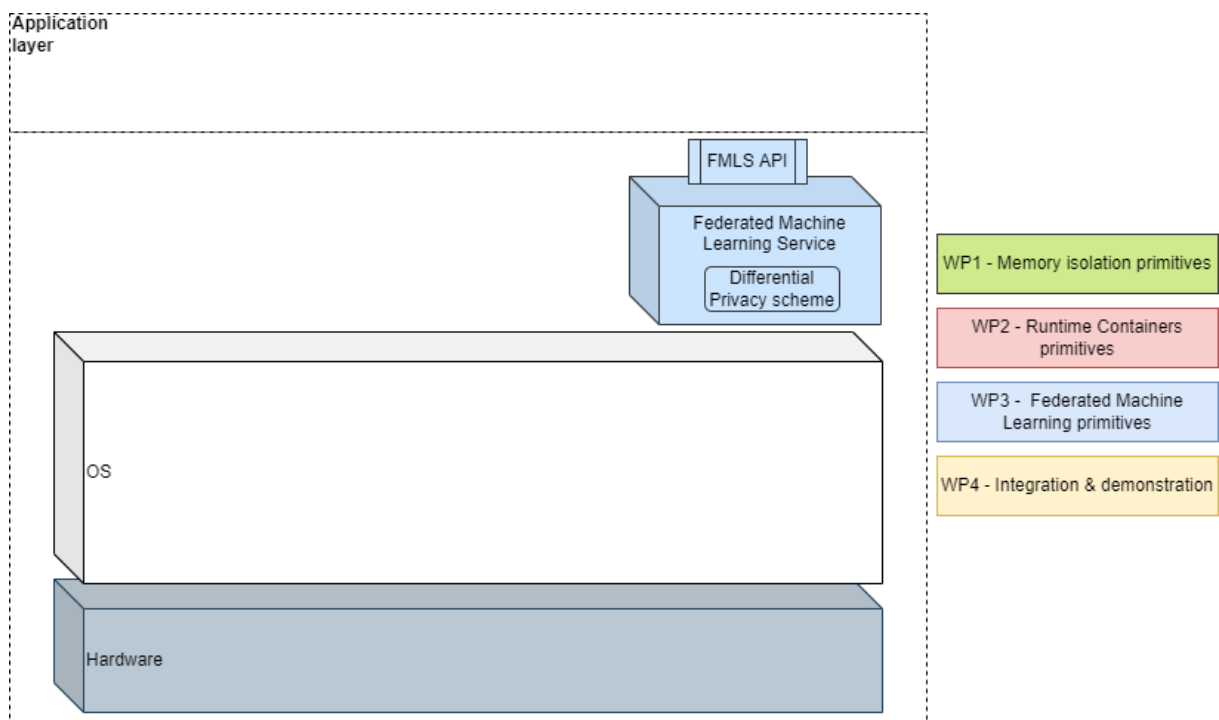 Application
layer
FMLS API
Federated Machine
Learning Service
Differential
Privacy scheme
WP1 - Memory isolation primitives
WP2 - Runtime Containers
primitives
WP3 - Federated Machine
Learning primitives
WP4 - Integration & demonstration
OS
Hardware